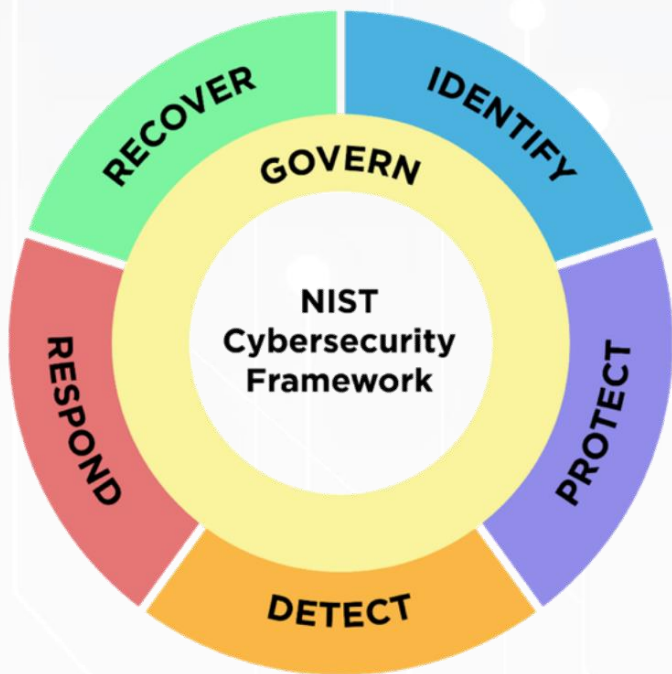 RECOVER
IDENTIFY
GOVERN
NIST
Cybersecurity
Framework
RESPOND
PROTECT
DETECT